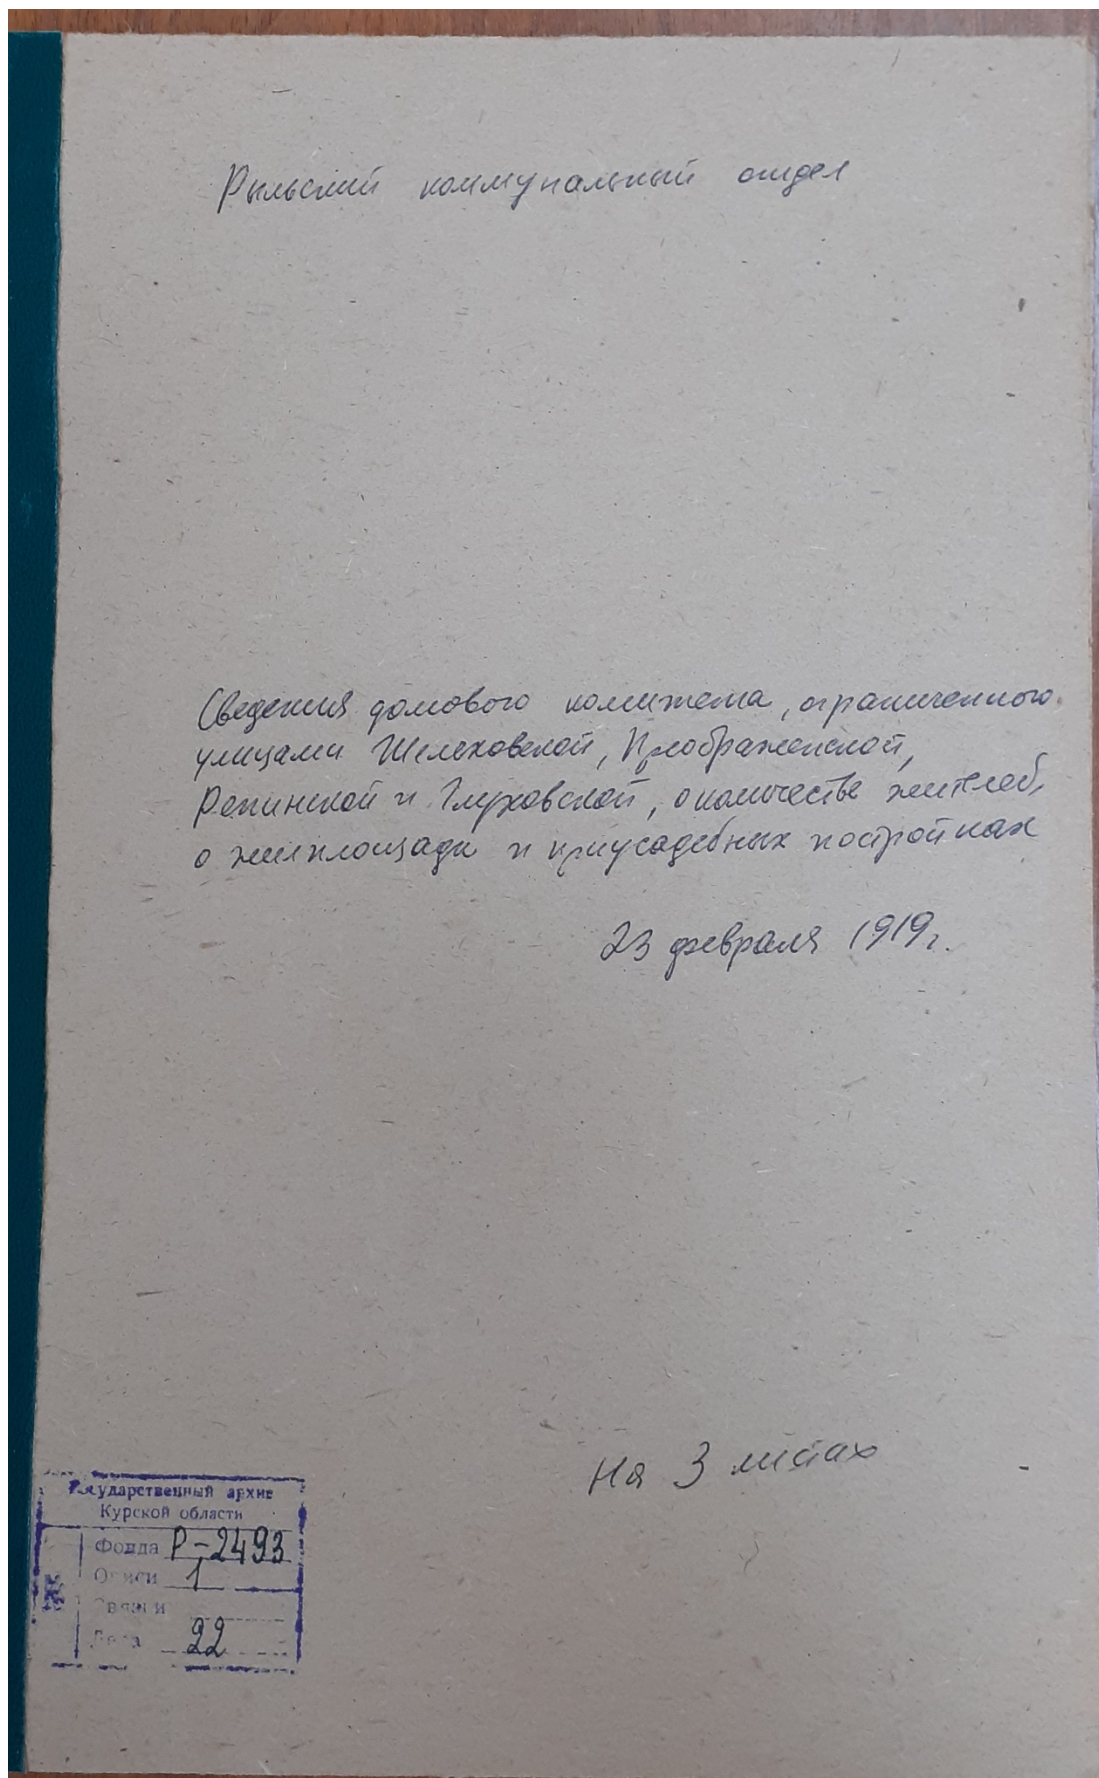 Рыльский коммунальный отдел
Сведения домового комитета, ограниченного
улицами Шелеховской, Преображенской,
Репинской и Глуховской, о количестве жителей,
о жилплощади и приусадебных постройках
23 февраля 1919 г.
На 3 листах
Государственный архив
Курской области
Фонда Р-2493
Описи 1
Связки
Дела 22